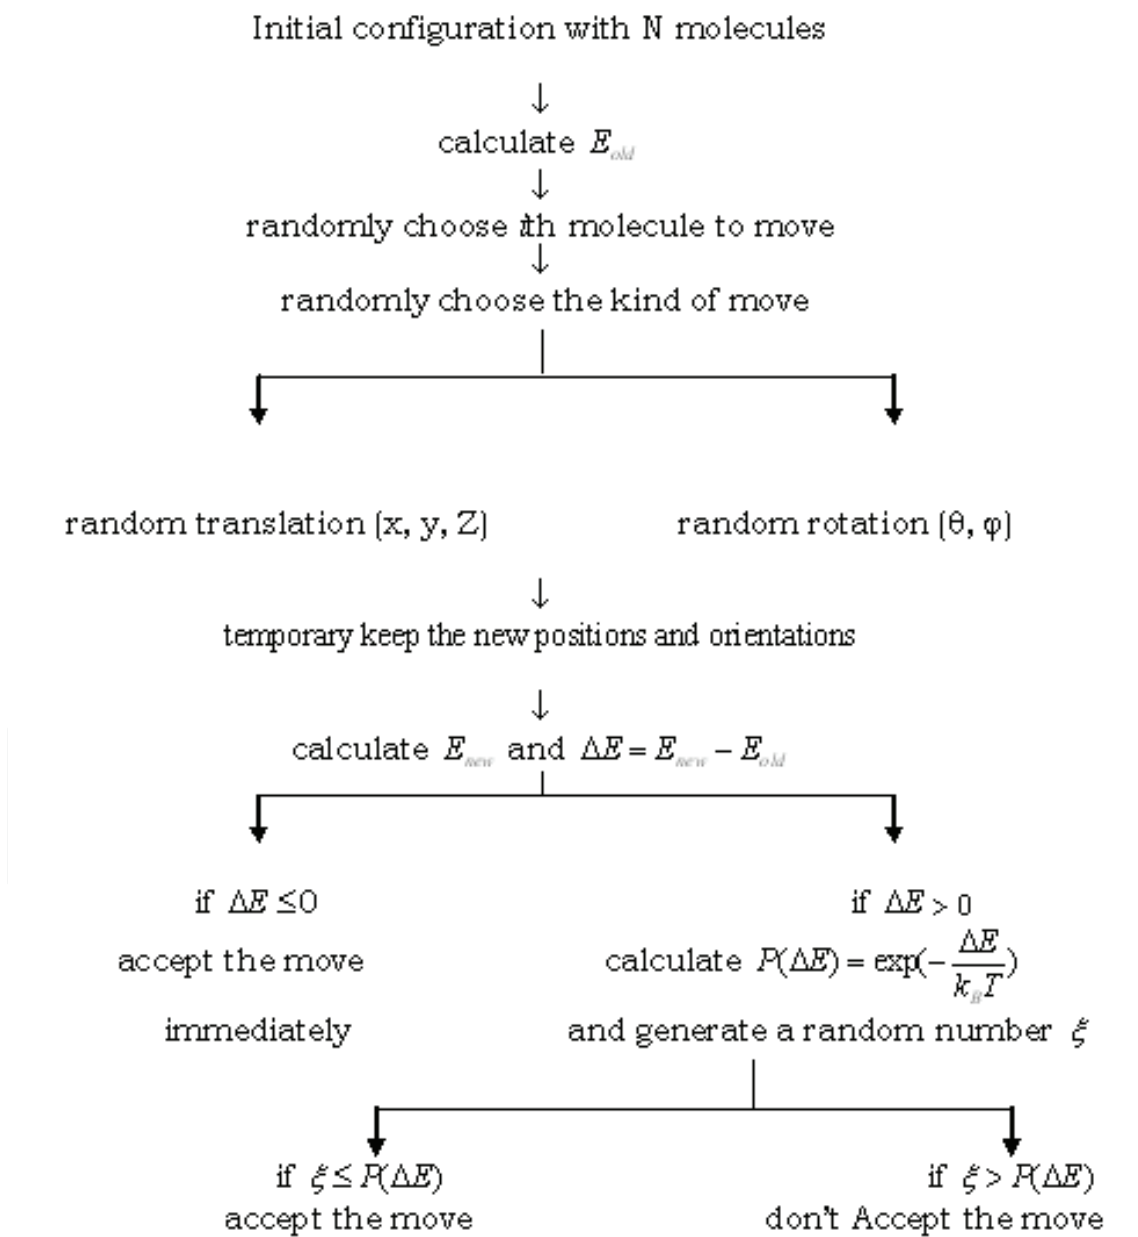 Initial configuration with N molecules
↓
calculate E_old
↓
randomly choose ith molecule to move
↓
randomly choose the kind of move
random translation (x, y, Z)
random rotation (θ, φ)
↓
temporary keep the new positions and orientations
↓
calculate E_new and ΔE = E_new − E_old
if ΔE ≤0
accept the move
immediately
if ΔE > 0
calculate P(ΔE) = exp(−ΔE/k_BT)
and generate a random number ξ
if ξ ≤ P(ΔE)
accept the move
if ξ > P(ΔE)
don't Accept the move